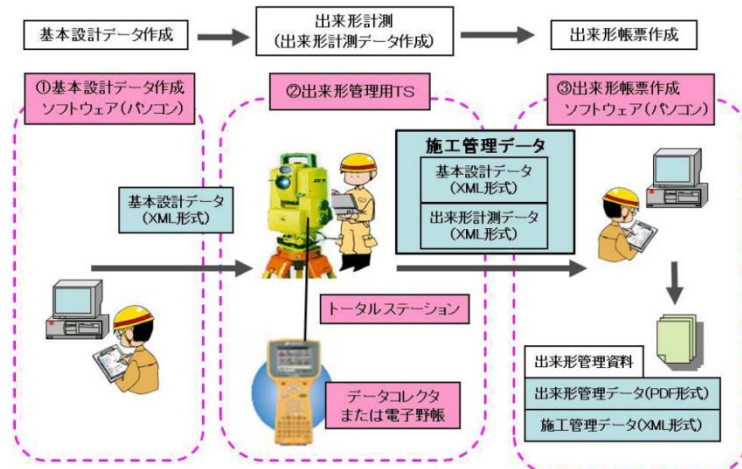 基本設計データ作成
出来形計測
(出来形計測データ作成)
出来形帳票作成
①基本設計データ作成
ソフトウェア(パソコン)
②出来形管理用TS
③出来形帳票作成
ソフトウェア(パソコン)
施工管理データ
基本設計データ
(XML形式)
出来形計測データ
(XML形式)
基本設計データ
(XML形式)
トータルステーション
データコレクタ
または電子野帳
出来形管理資料
出来形管理データ(PDF形式)
施工管理データ(XML形式)